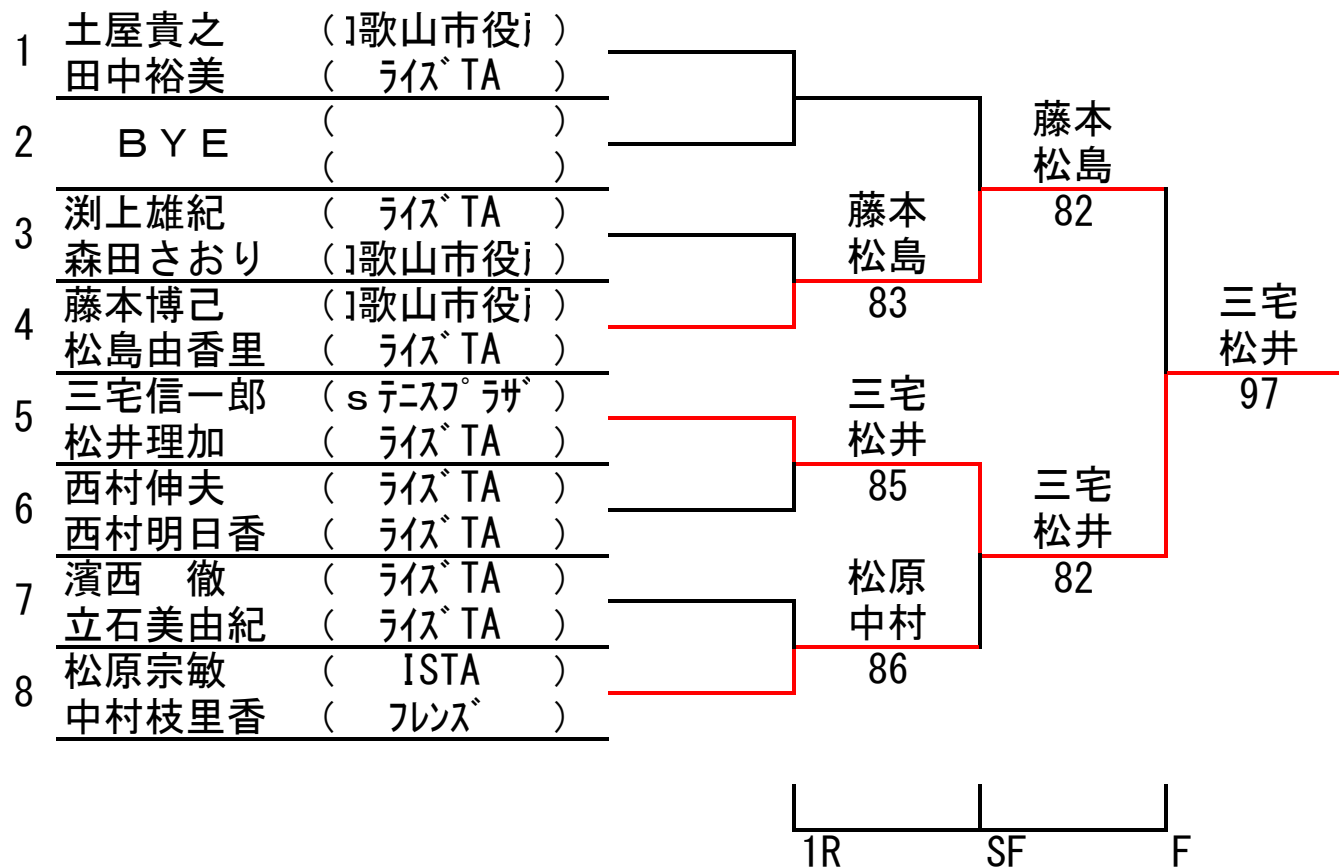 1 土屋貴之 (歌山市役)
田中裕美 ( ﾗｲｽﾞTA )
2 ＢＹＥ ( )
( )
3 渕上雄紀 ( ﾗｲｽﾞTA )
森田さおり (歌山市役)
4 藤本博己 (歌山市役)
松島由香里 ( ﾗｲｽﾞTA )
5 三宅信一郎 (ｓﾃﾆｽﾌﾟﾗｻﾞ)
松井理加 ( ﾗｲｽﾞTA )
6 西村伸夫 ( ﾗｲｽﾞTA )
西村明日香 ( ﾗｲｽﾞTA )
7 濱西　徹 ( ﾗｲｽﾞTA )
立石美由紀 ( ﾗｲｽﾞTA )
8 松原宗敏 ( ISTA )
中村枝里香 ( ﾌﾚﾝｽﾞ )
藤本
松島
83
三宅
松井
85
松原
中村
86
藤本
松島
82
三宅
松井
82
三宅
松井
97
1R SF F